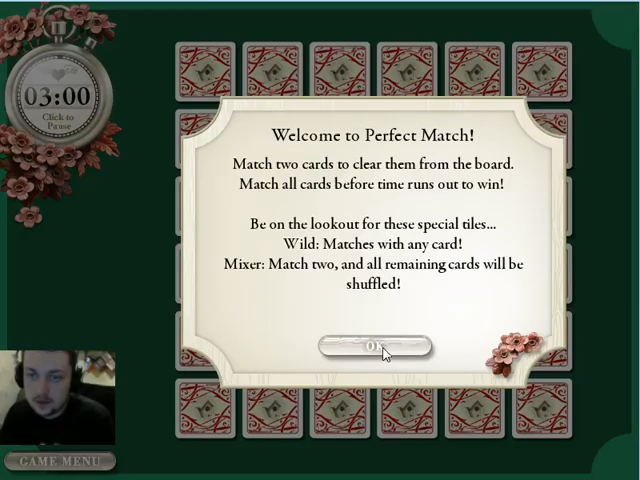 03:00
Click to
Pause
Welcome to Perfect Match!
Match two cards to clear them from the board.
Match all cards before time runs out to win!
Be on the lookout for these special tiles...
Wild: Matches with any card!
Mixer: Match two, and all remaining cards will be
shuffled!
OK
GAME MENU